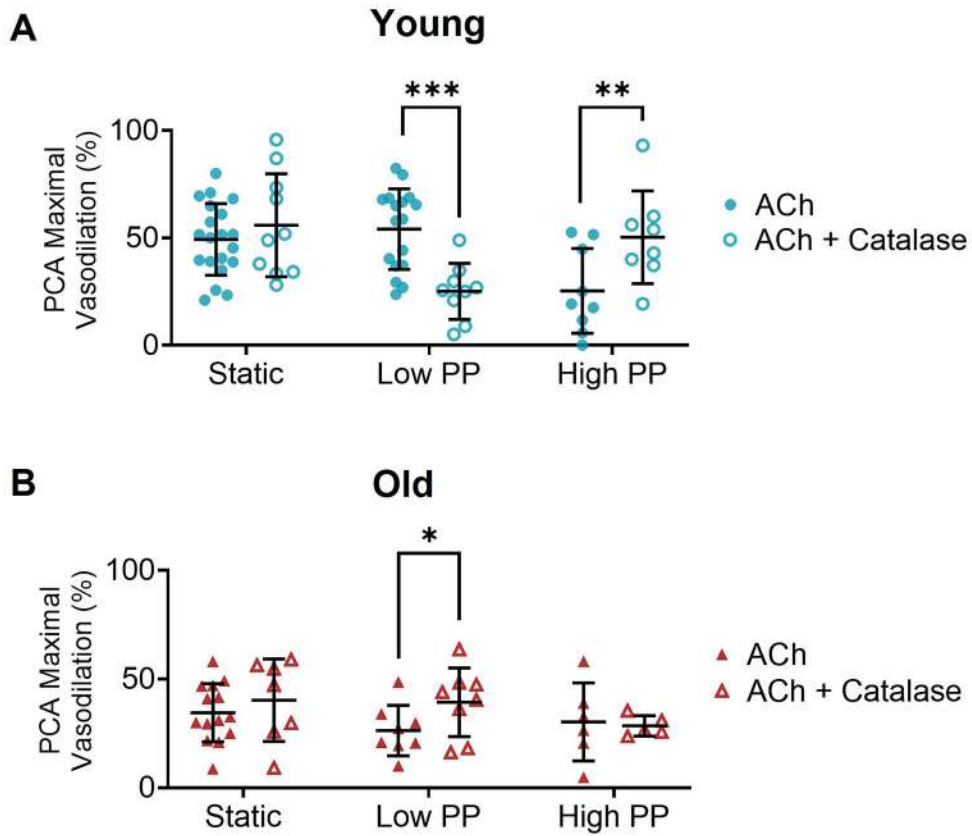 A
Young
PCA Maximal
Vasodilation (%)
100
50
0
***
**
Static
Low PP
High PP
ACh
ACh + Catalase
B
Old
PCA Maximal
Vasodilation (%)
100
50
0
*
Static
Low PP
High PP
ACh
ACh + Catalase